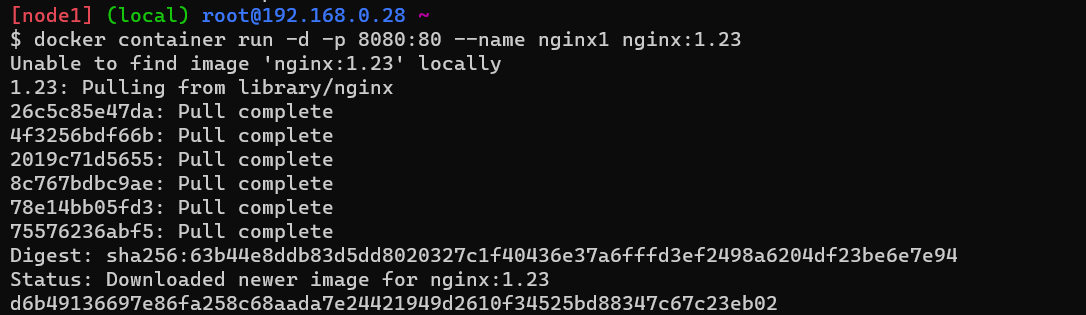 [node1] (local) root@192.168.0.28 ~
$ docker container run -d -p 8080:80 --name nginx1 nginx:1.23
Unable to find image 'nginx:1.23' locally
1.23: Pulling from library/nginx
26c5c85e47da: Pull complete
4f3256bdf66b: Pull complete
2019c71d5655: Pull complete
8c767bdbc9ae: Pull complete
78e14bb05fd3: Pull complete
75576236abf5: Pull complete
Digest: sha256:63b44e8ddb83d5dd8020327c1f40436e37a6fffd3ef2498a6204df23be6e7e94
Status: Downloaded newer image for nginx:1.23
d6b49136697e86fa258c68aada7e24421949d2610f34525bd88347c67c23eb02